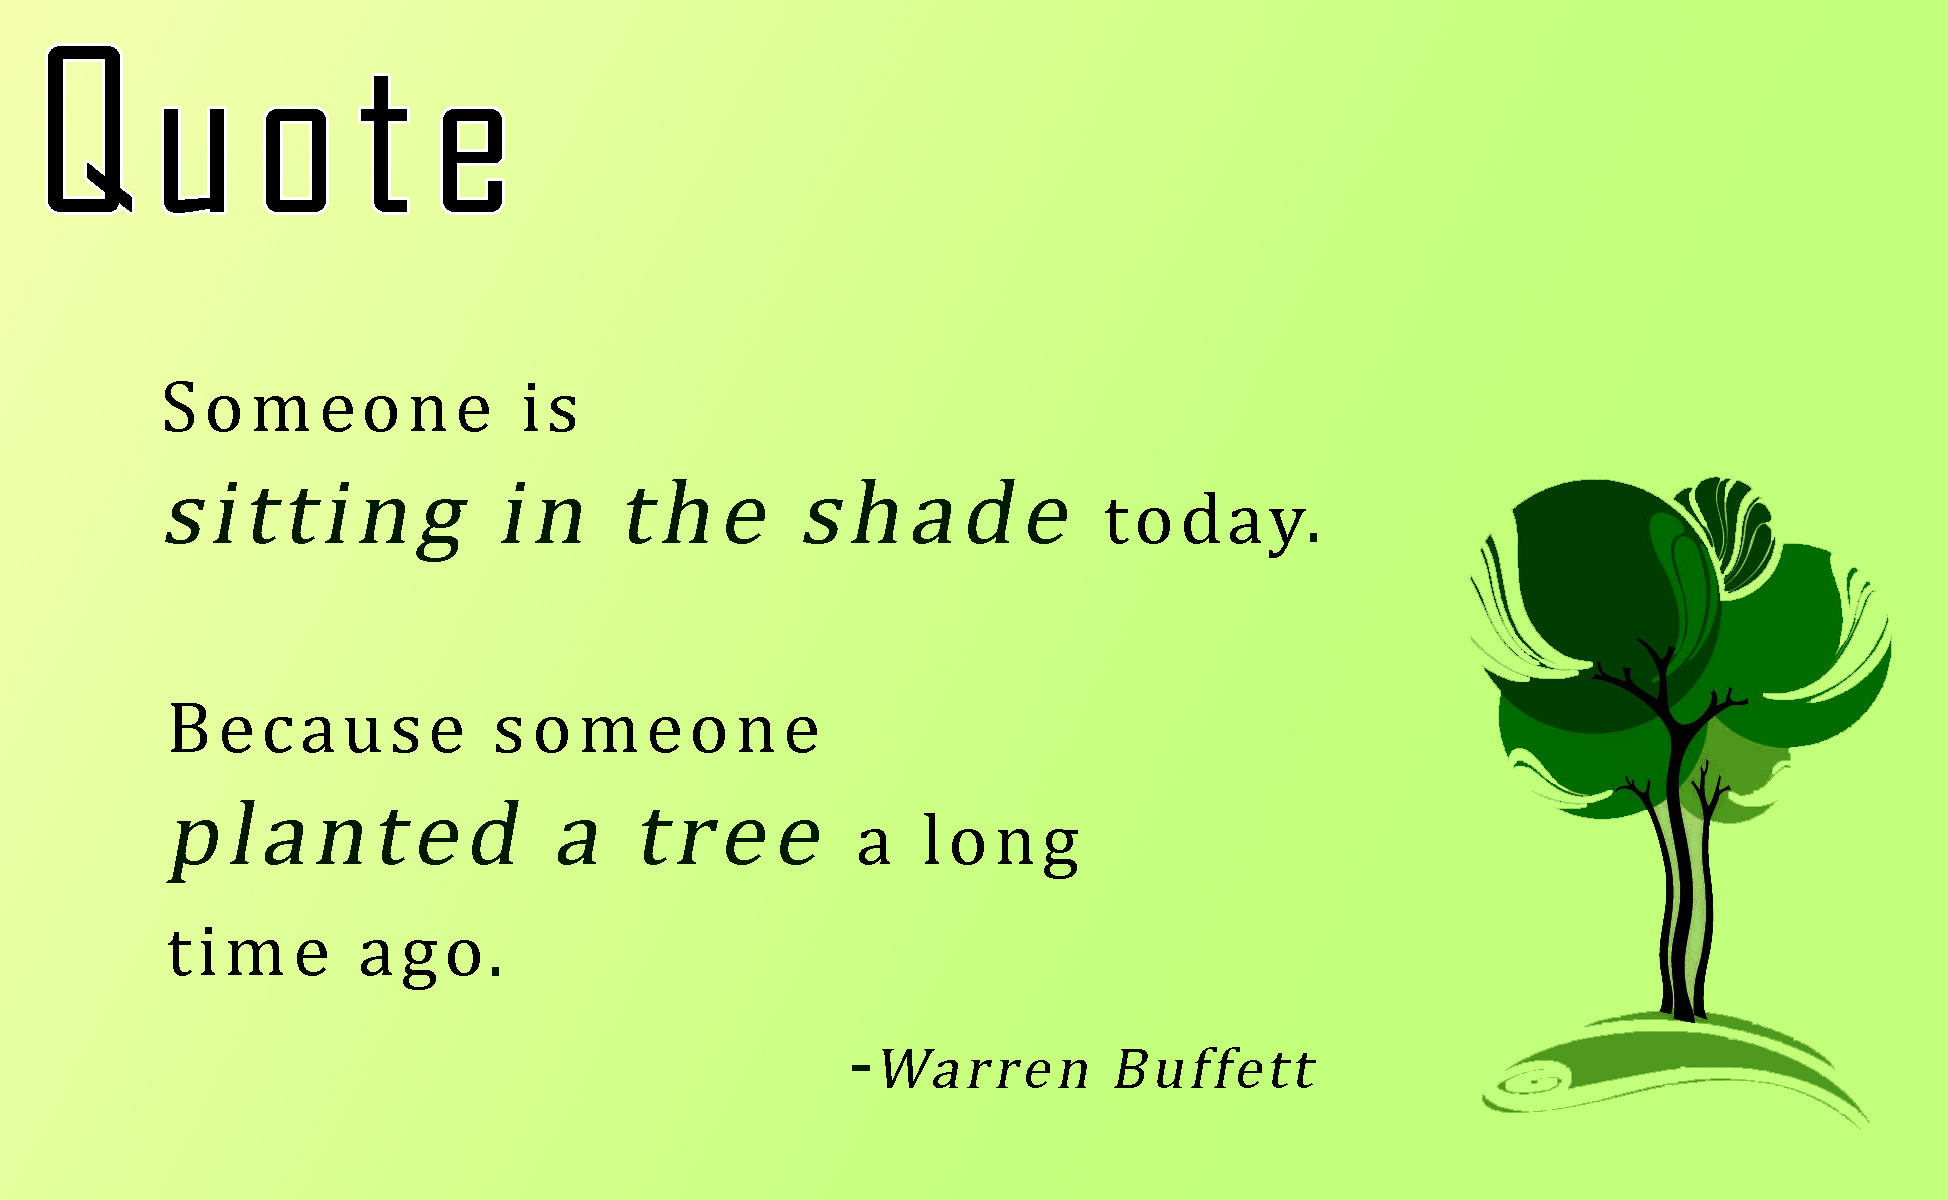 Quote
Someone is
sitting in the shade today.
Because someone
planted a tree a long
time ago.
-Warren Buffett